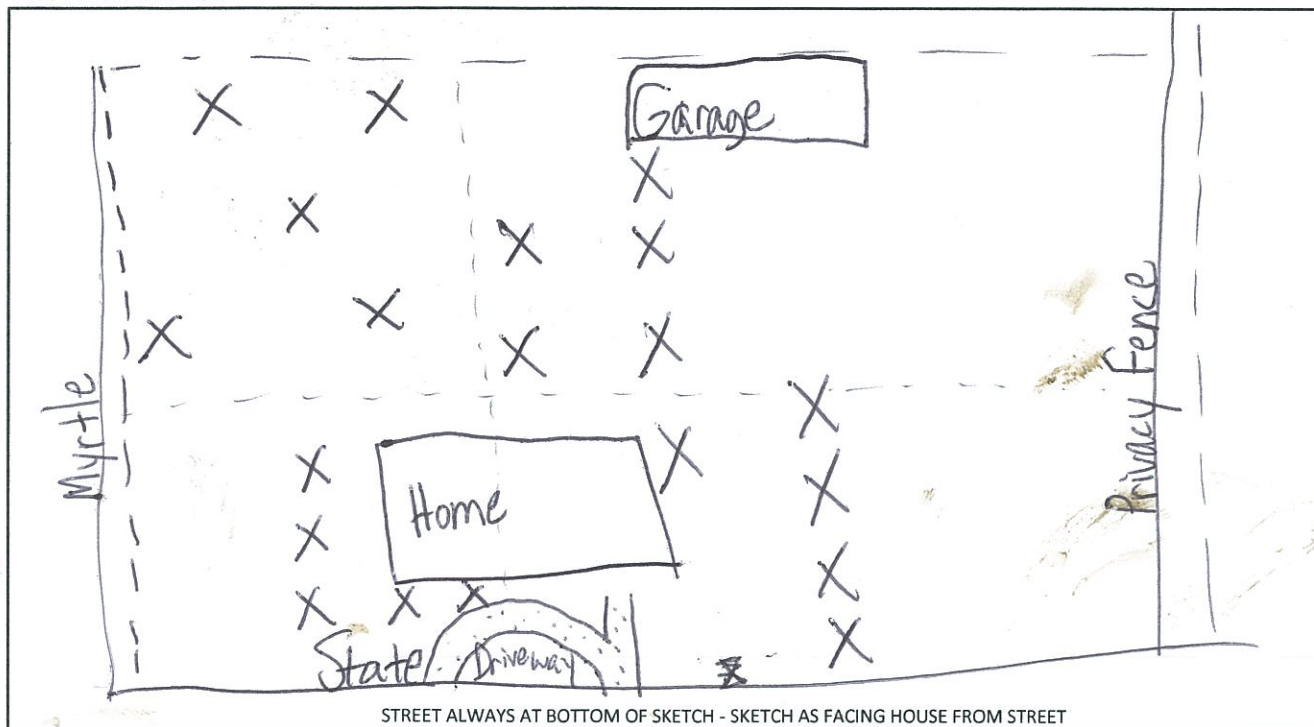 Garage
Myrtle
Privacy Fence
Home
State
Driveway
STREET ALWAYS AT BOTTOM OF SKETCH - SKETCH AS FACING HOUSE FROM STREET